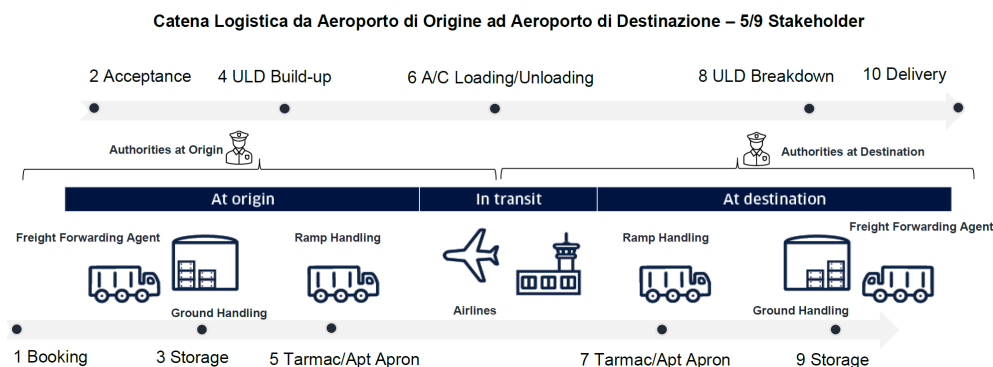 Catena Logistica da Aeroporto di Origine ad Aeroporto di Destinazione – 5/9 Stakeholder
2 Acceptance
4 ULD Build-up
6 A/C Loading/Unloading
8 ULD Breakdown
10 Delivery
Authorities at Origin
Authorities at Destination
At origin
In transit
At destination
Freight Forwarding Agent
Ramp Handling
Ramp Handling
Freight Forwarding Agent
Ground Handling
Airlines
Ground Handling
1 Booking
3 Storage
5 Tarmac/Apt Apron
7 Tarmac/Apt Apron
9 Storage